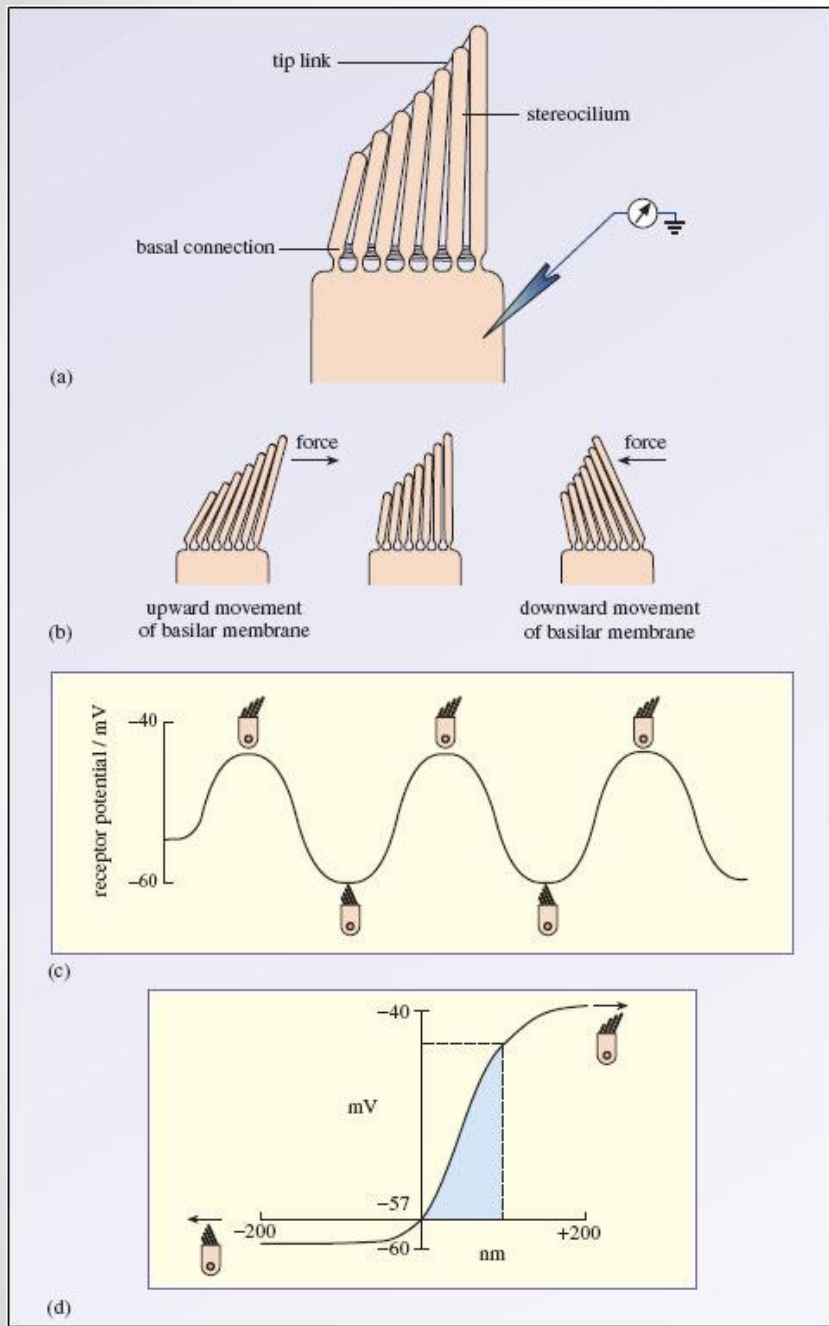 tip link
stereocilium
basal connection
(a)
force
force
upward movement
of basilar membrane
downward movement
of basilar membrane
(b)
receptor potential / mV
–40
–60
(c)
–40
mV
–57
–200
–60
nm
+200
(d)